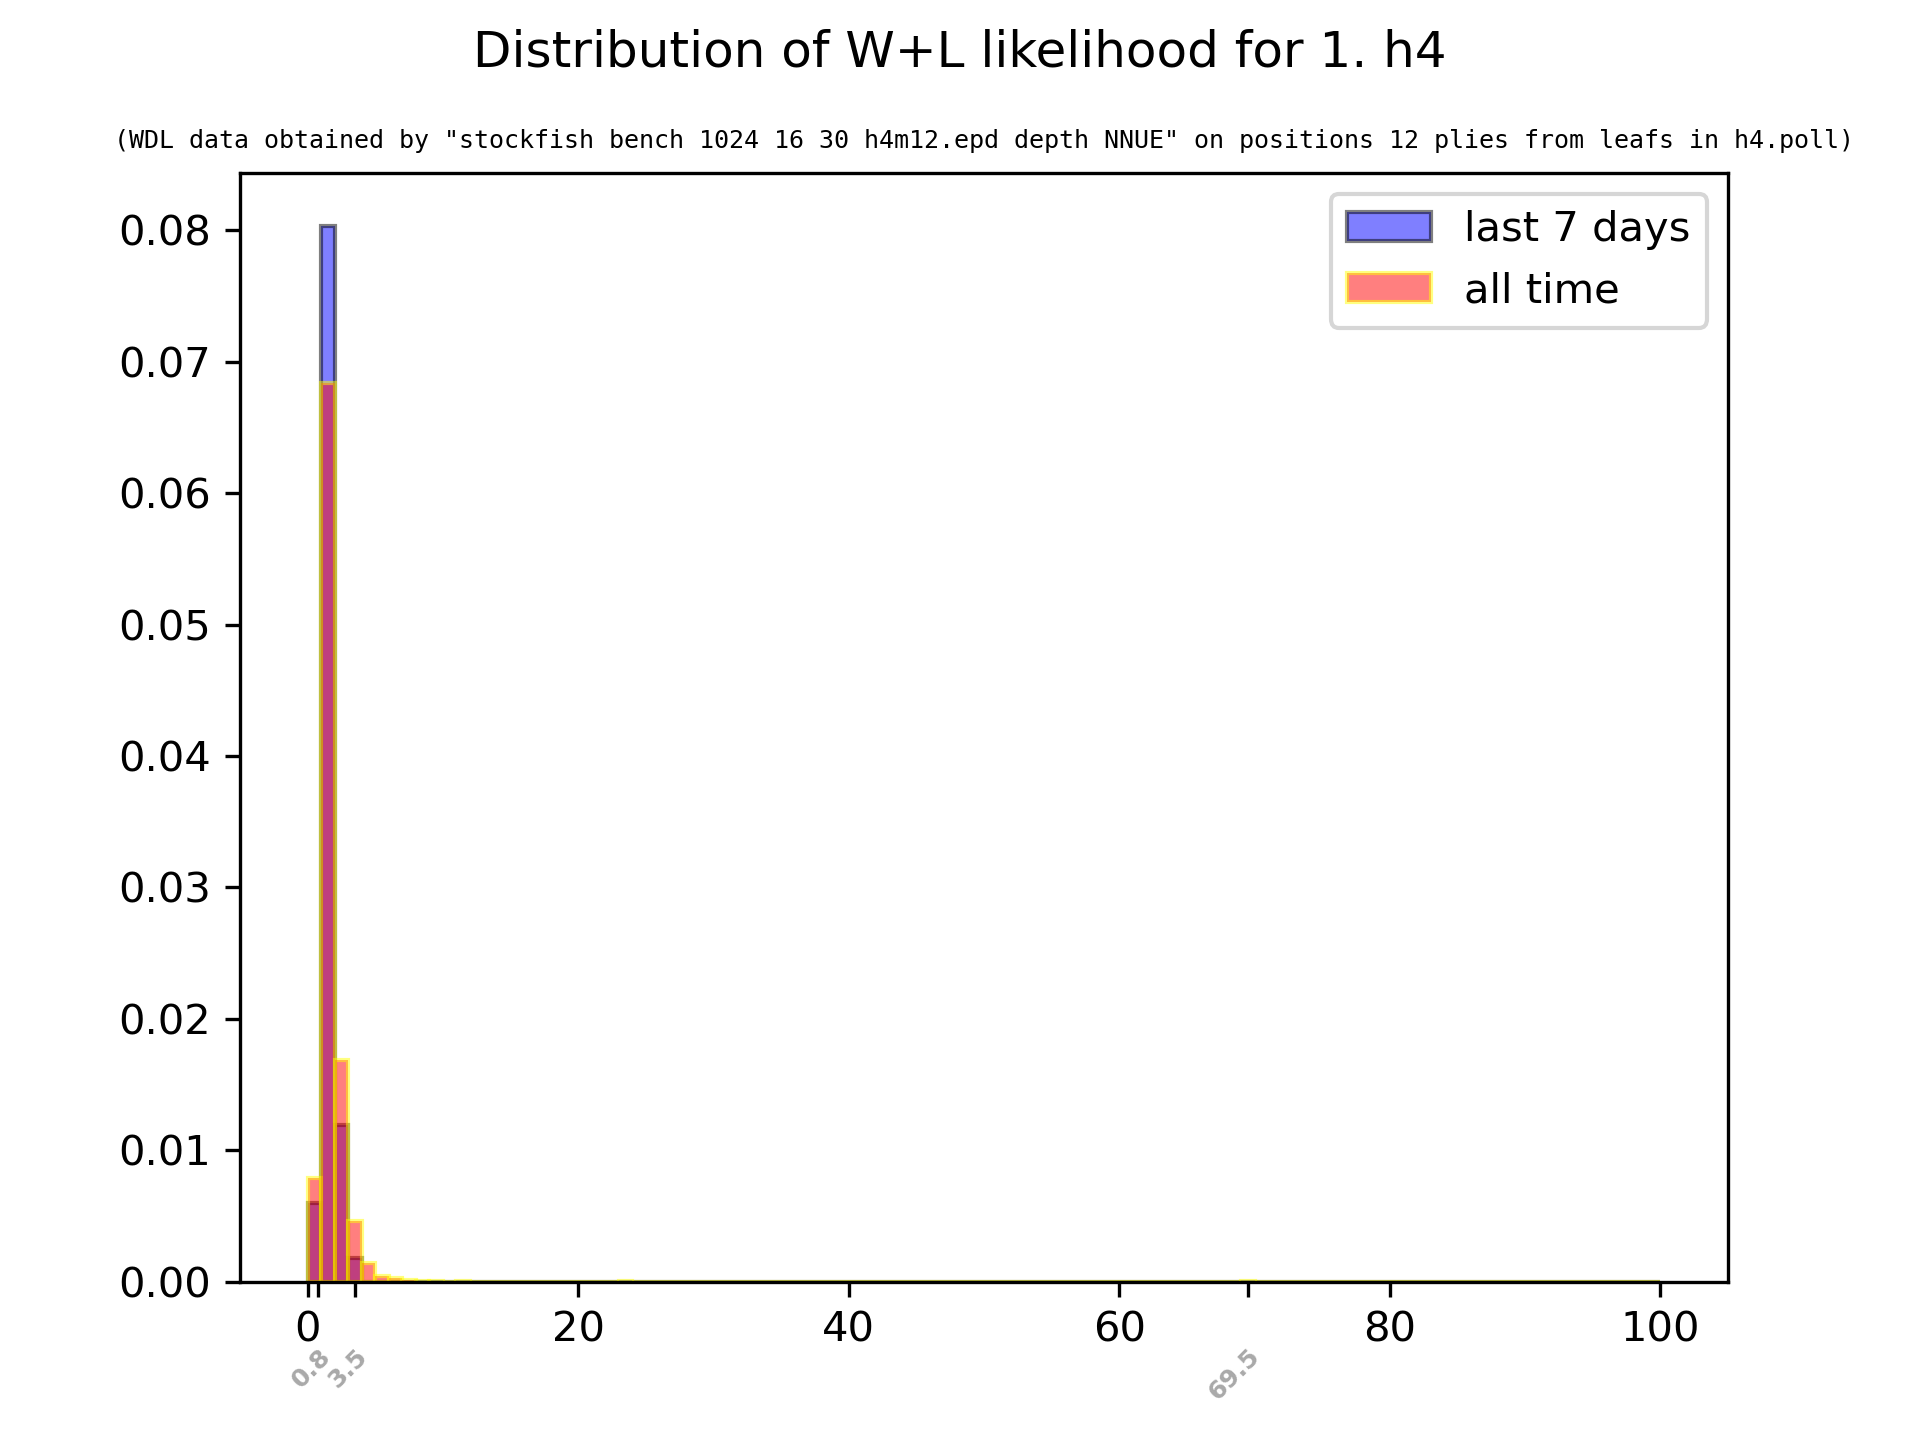 Distribution of W+L likelihood for 1. h4
(WDL data obtained by "stockfish bench 1024 16 30 h4m12.epd depth NNUE" on positions 12 plies from leafs in h4.poll)
last 7 days
all time
0.08
0.07
0.06
0.05
0.04
0.03
0.02
0.01
0.00
0 20 40 60 80 100
0.8 3.5 69.5